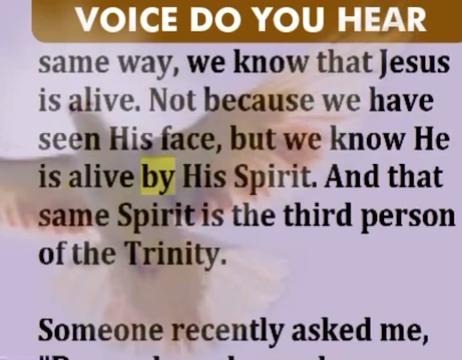 VOICE DO YOU HEAR
same way, we know that Jesus
is alive. Not because we have
seen His face, but we know He
is alive by His Spirit. And that
same Spirit is the third person
of the Trinity.
Someone recently asked me,